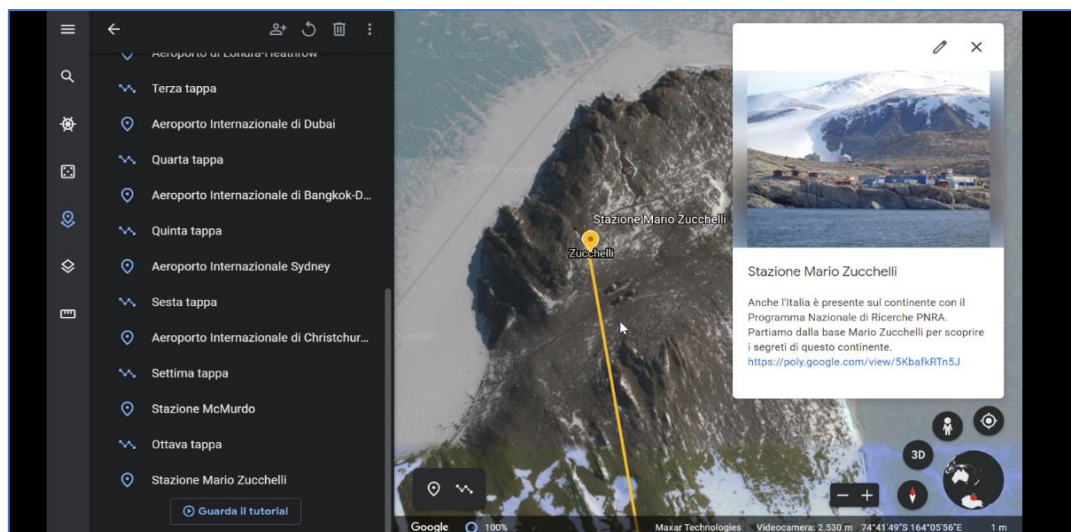 Aeroporto di Londra-Heathrow
Terza tappa
Aeroporto Internazionale di Dubai
Quarta tappa
Aeroporto Internazionale di Bangkok-D...
Quinta tappa
Aeroporto Internazionale Sydney
Sesta tappa
Aeroporto Internazionale di Christchur...
Settima tappa
Stazione McMurdo
Ottava tappa
Stazione Mario Zucchelli
Guarda il tutorial
Stazione Mario Zucchelli
Zucchelli
Stazione Mario Zucchelli
Anche l'Italia è presente sul continente con il
Programma Nazionale di Ricerche PNRA.
Partiamo dalla base Mario Zucchelli per scoprire
i segreti di questo continente.
https://poly.google.com/view/5KbafkRTn5J
3D
Google 100% Maxar Technologies Videocamera: 2.530 m 74°41'49"S 164°05'56"E 1 m